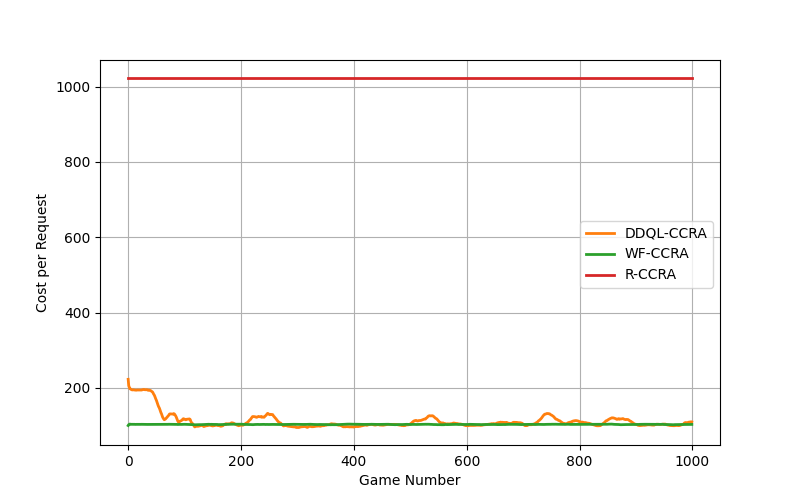 1000
800
600
400
200
Cost per Request
DDQL-CCRA
WF-CCRA
R-CCRA
0 200 400 600 800 1000
Game Number